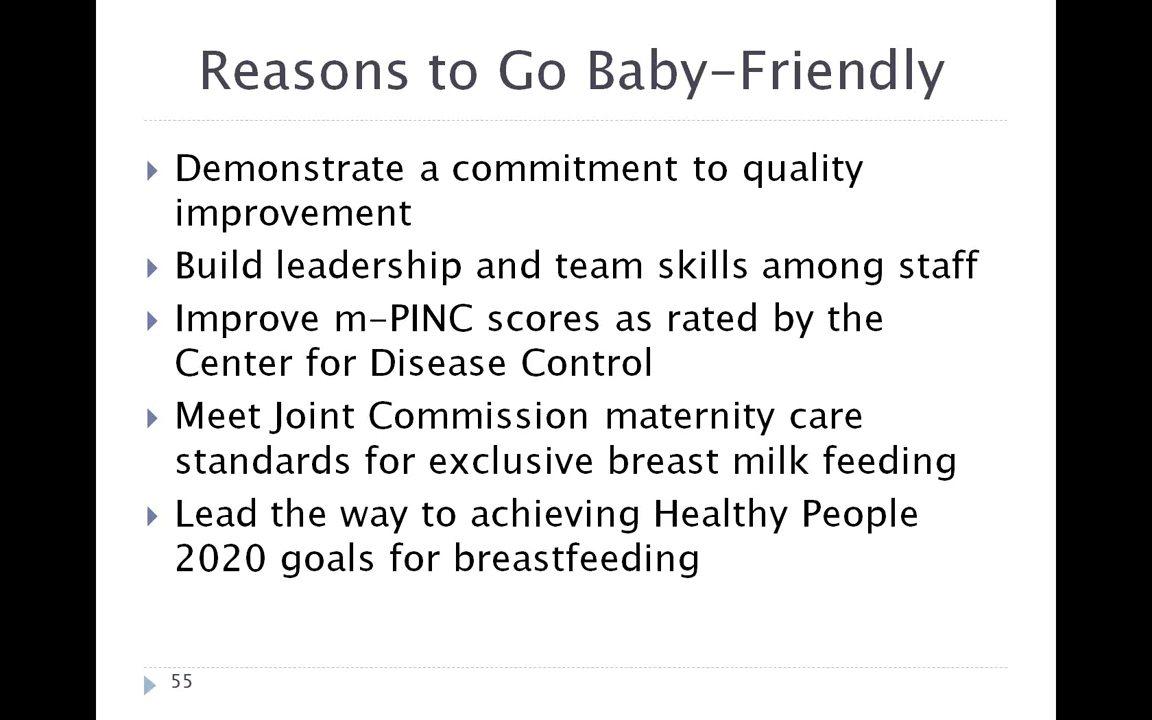 Reasons to Go Baby-Friendly
Demonstrate a commitment to quality
improvement
Build leadership and team skills among staff
Improve m-PINC scores as rated by the
Center for Disease Control
Meet Joint Commission maternity care
standards for exclusive breast milk feeding
Lead the way to achieving Healthy People
2020 goals for breastfeeding
55